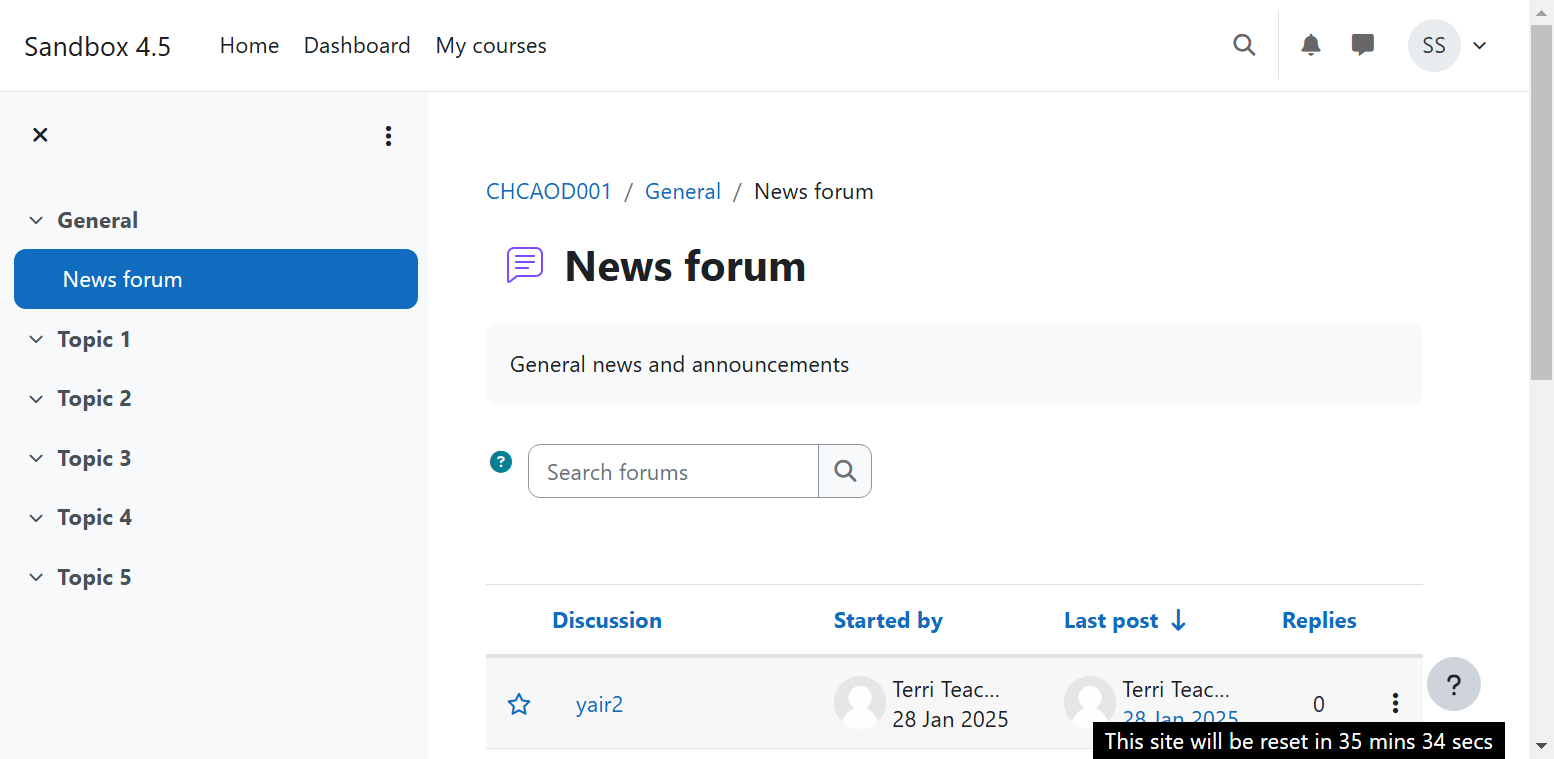 Sandbox 4.5 Home Dashboard My courses SS
CHCAOD001 / General / News forum
General
News forum
Topic 1
Topic 2
Topic 3
Topic 4
Topic 5
News forum
General news and announcements
? Search forums
Discussion Started by Last post Replies
yair2 Terri Teac... 28 Jan 2025 Terri Teac... 28 Jan 2025 0
?
This site will be reset in 35 mins 34 secs